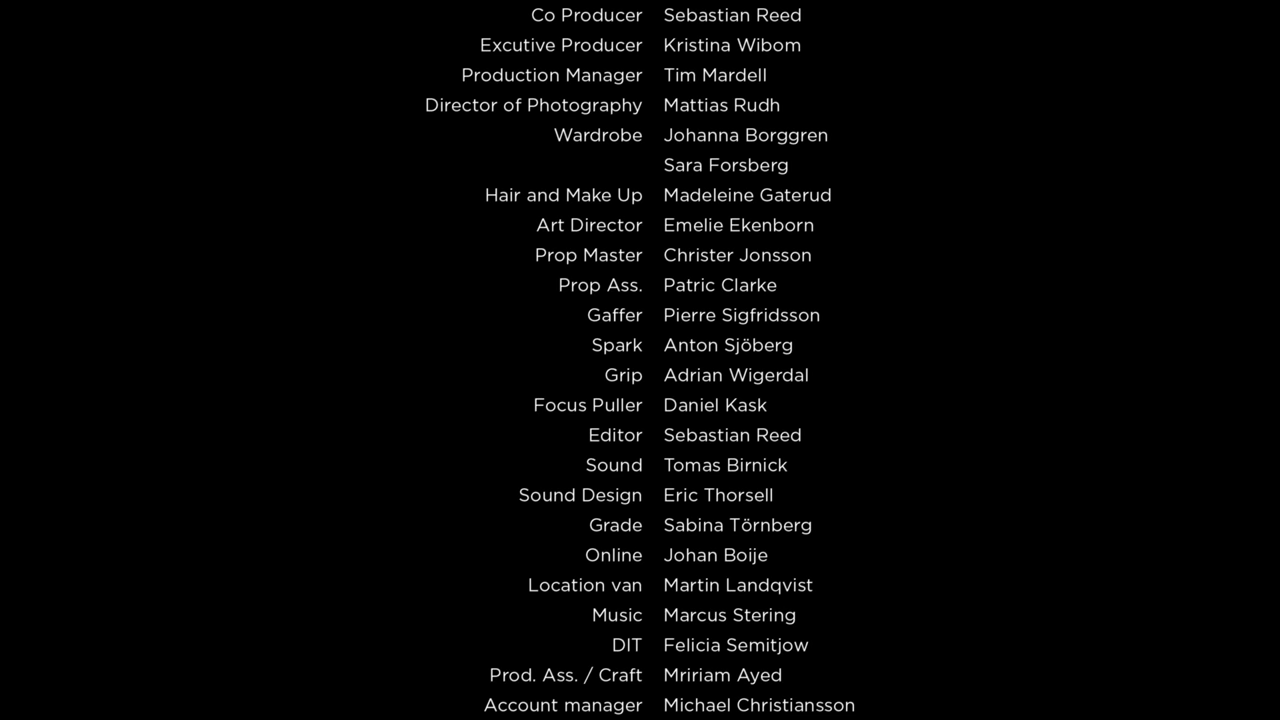 Co Producer Sebastian Reed
Excutive Producer Kristina Wibom
Production Manager Tim Mardell
Director of Photography Mattias Rudh
Wardrobe Johanna Borggren
Sara Forsberg
Hair and Make Up Madeleine Gaterud
Art Director Emelie Ekenborn
Prop Master Christer Jonsson
Prop Ass. Patric Clarke
Gaffer Pierre Sigfridsson
Spark Anton Sjöberg
Grip Adrian Wigerdal
Focus Puller Daniel Kask
Editor Sebastian Reed
Sound Tomas Birnick
Sound Design Eric Thorsell
Grade Sabina Törnberg
Online Johan Boije
Location van Martin Landqvist
Music Marcus Stering
DIT Felicia Semitjow
Prod. Ass. / Craft Mririam Ayed
Account manager Michael Christiansson